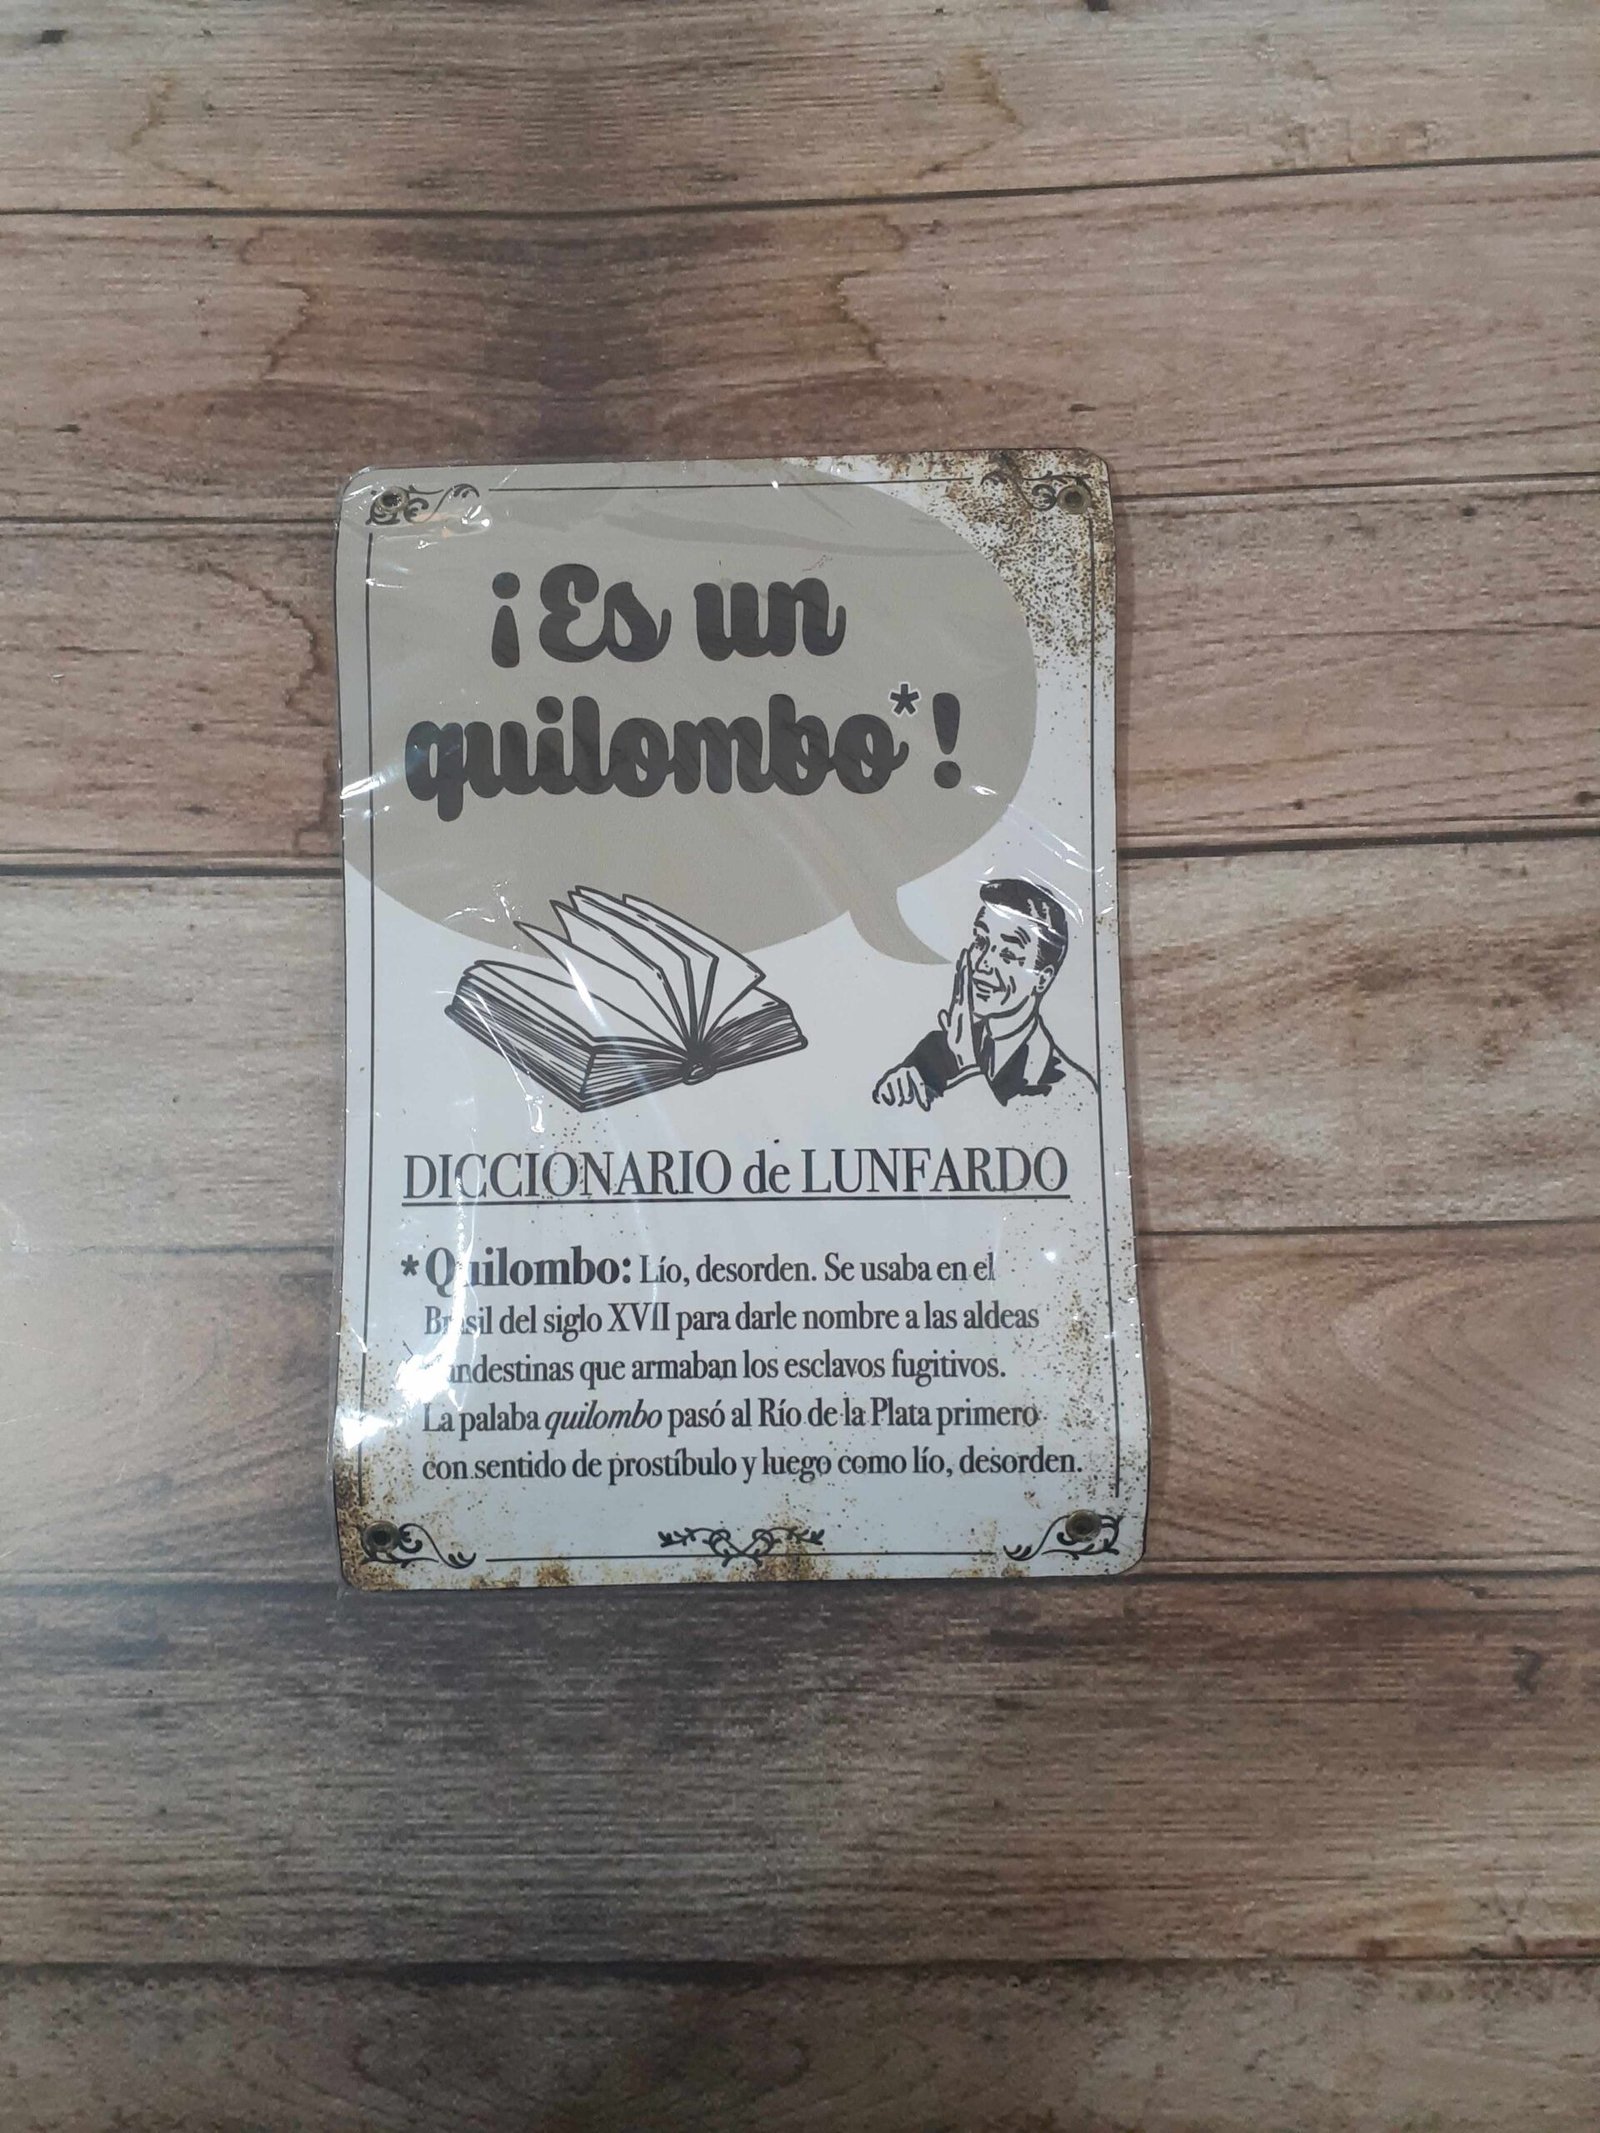 ¡Es un
quilombo*!
DICCIONARIO de LUNFARDO
*Quilombo: Lío, desorden. Se usaba en el
Brasil del siglo XVII para darle nombre a las aldeas
clandestinas que armaban los esclavos fugitivos.
La palaba quilombo pasó al Río de la Plata primero
con sentido de prostíbulo y luego como lío, desorden.